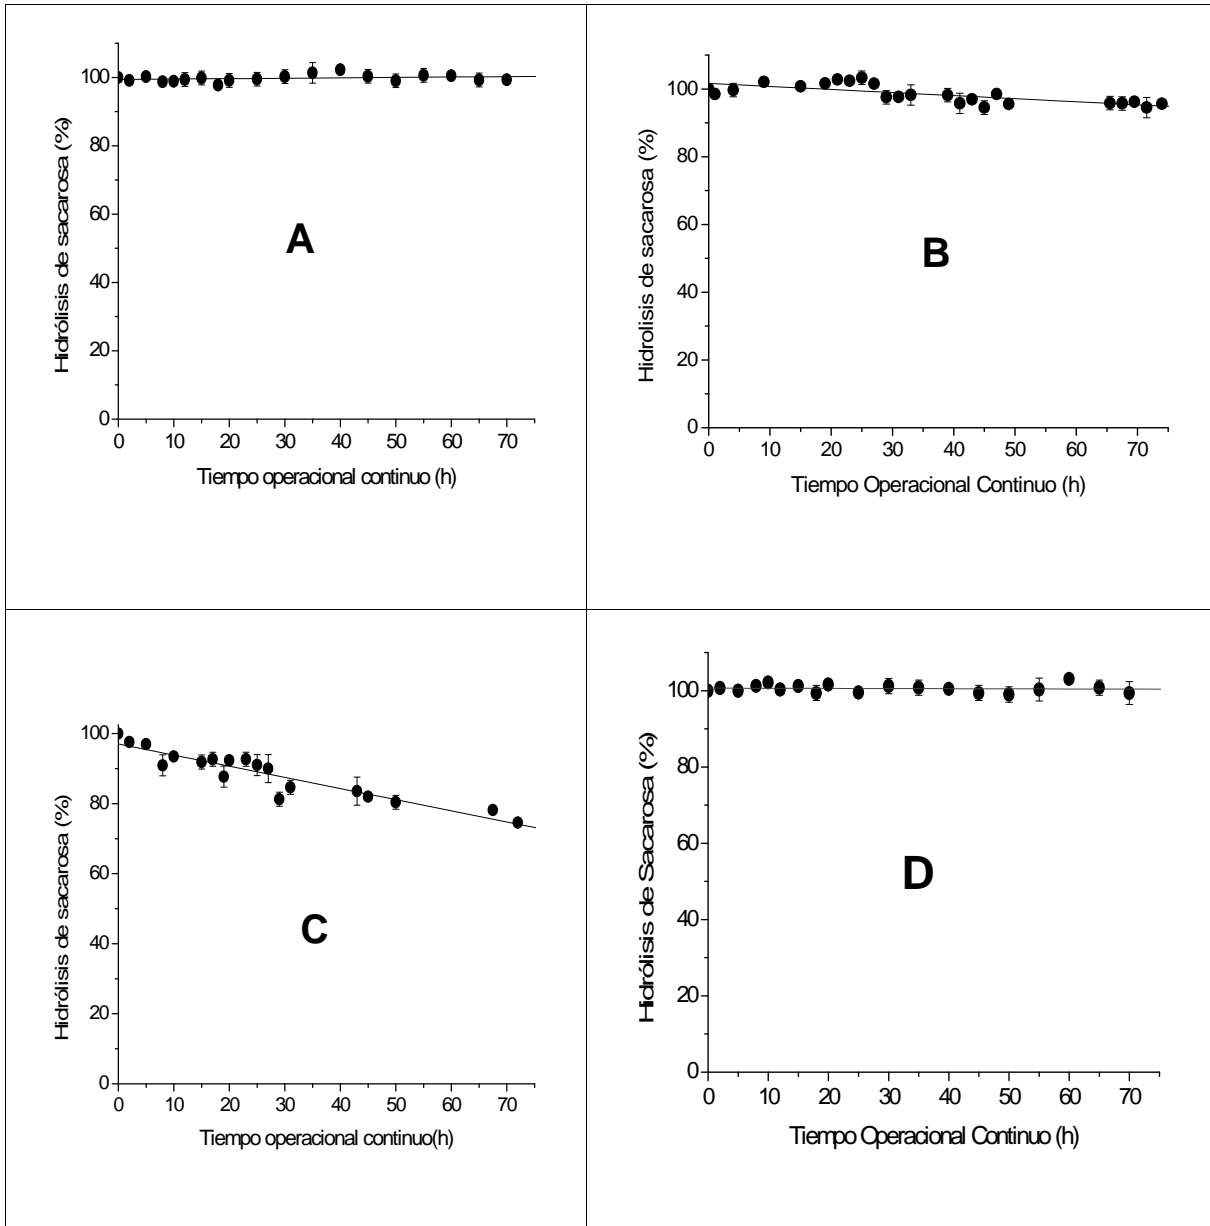 Hidrólisis de sacarosa (%)
100
80
60
40
20
0
A
0 10 20 30 40 50 60 70
Tiempo operacional continuo (h)
Hidrolisis de sacarosa (%)
100
80
60
40
20
0
B
0 10 20 30 40 50 60 70
Tiempo Operacional Continuo (h)
Hidrólisis de sacarosa (%)
100
80
60
40
20
0
C
0 10 20 30 40 50 60 70
Tiempo operacional continuo(h)
Hidrólisis de Sacarosa (%)
100
80
60
40
20
0
D
0 10 20 30 40 50 60 70
Tiempo Operacional Continuo (h)